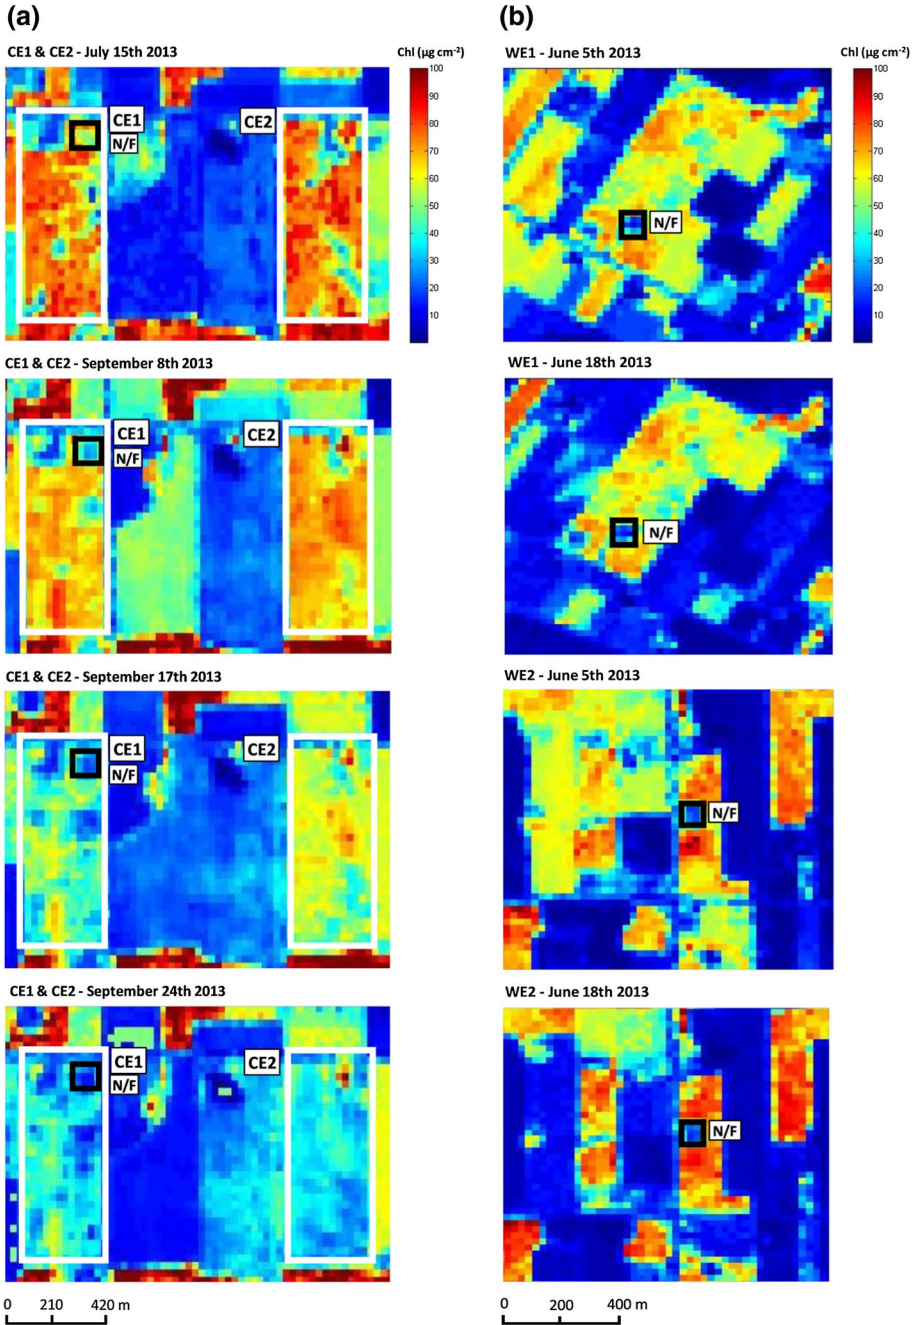 (a)
(b)
CE1 & CE2 - July 15th 2013
Chl (µg cm-2)
WE1 - June 5th 2013
Chl (µg cm-2)
100
90
80
70
60
50
40
30
20
10
100
90
80
70
60
50
40
30
20
10
CE1
N/F
CE2
N/F
CE1 & CE2 - September 8th 2013
WE1 - June 18th 2013
CE1
N/F
CE2
N/F
CE1 & CE2 - September 17th 2013
WE2 - June 5th 2013
CE1
N/F
CE2
N/F
CE1 & CE2 - September 24th 2013
WE2 - June 18th 2013
CE1
N/F
CE2
N/F
0 210 420 m
0 200 400 m